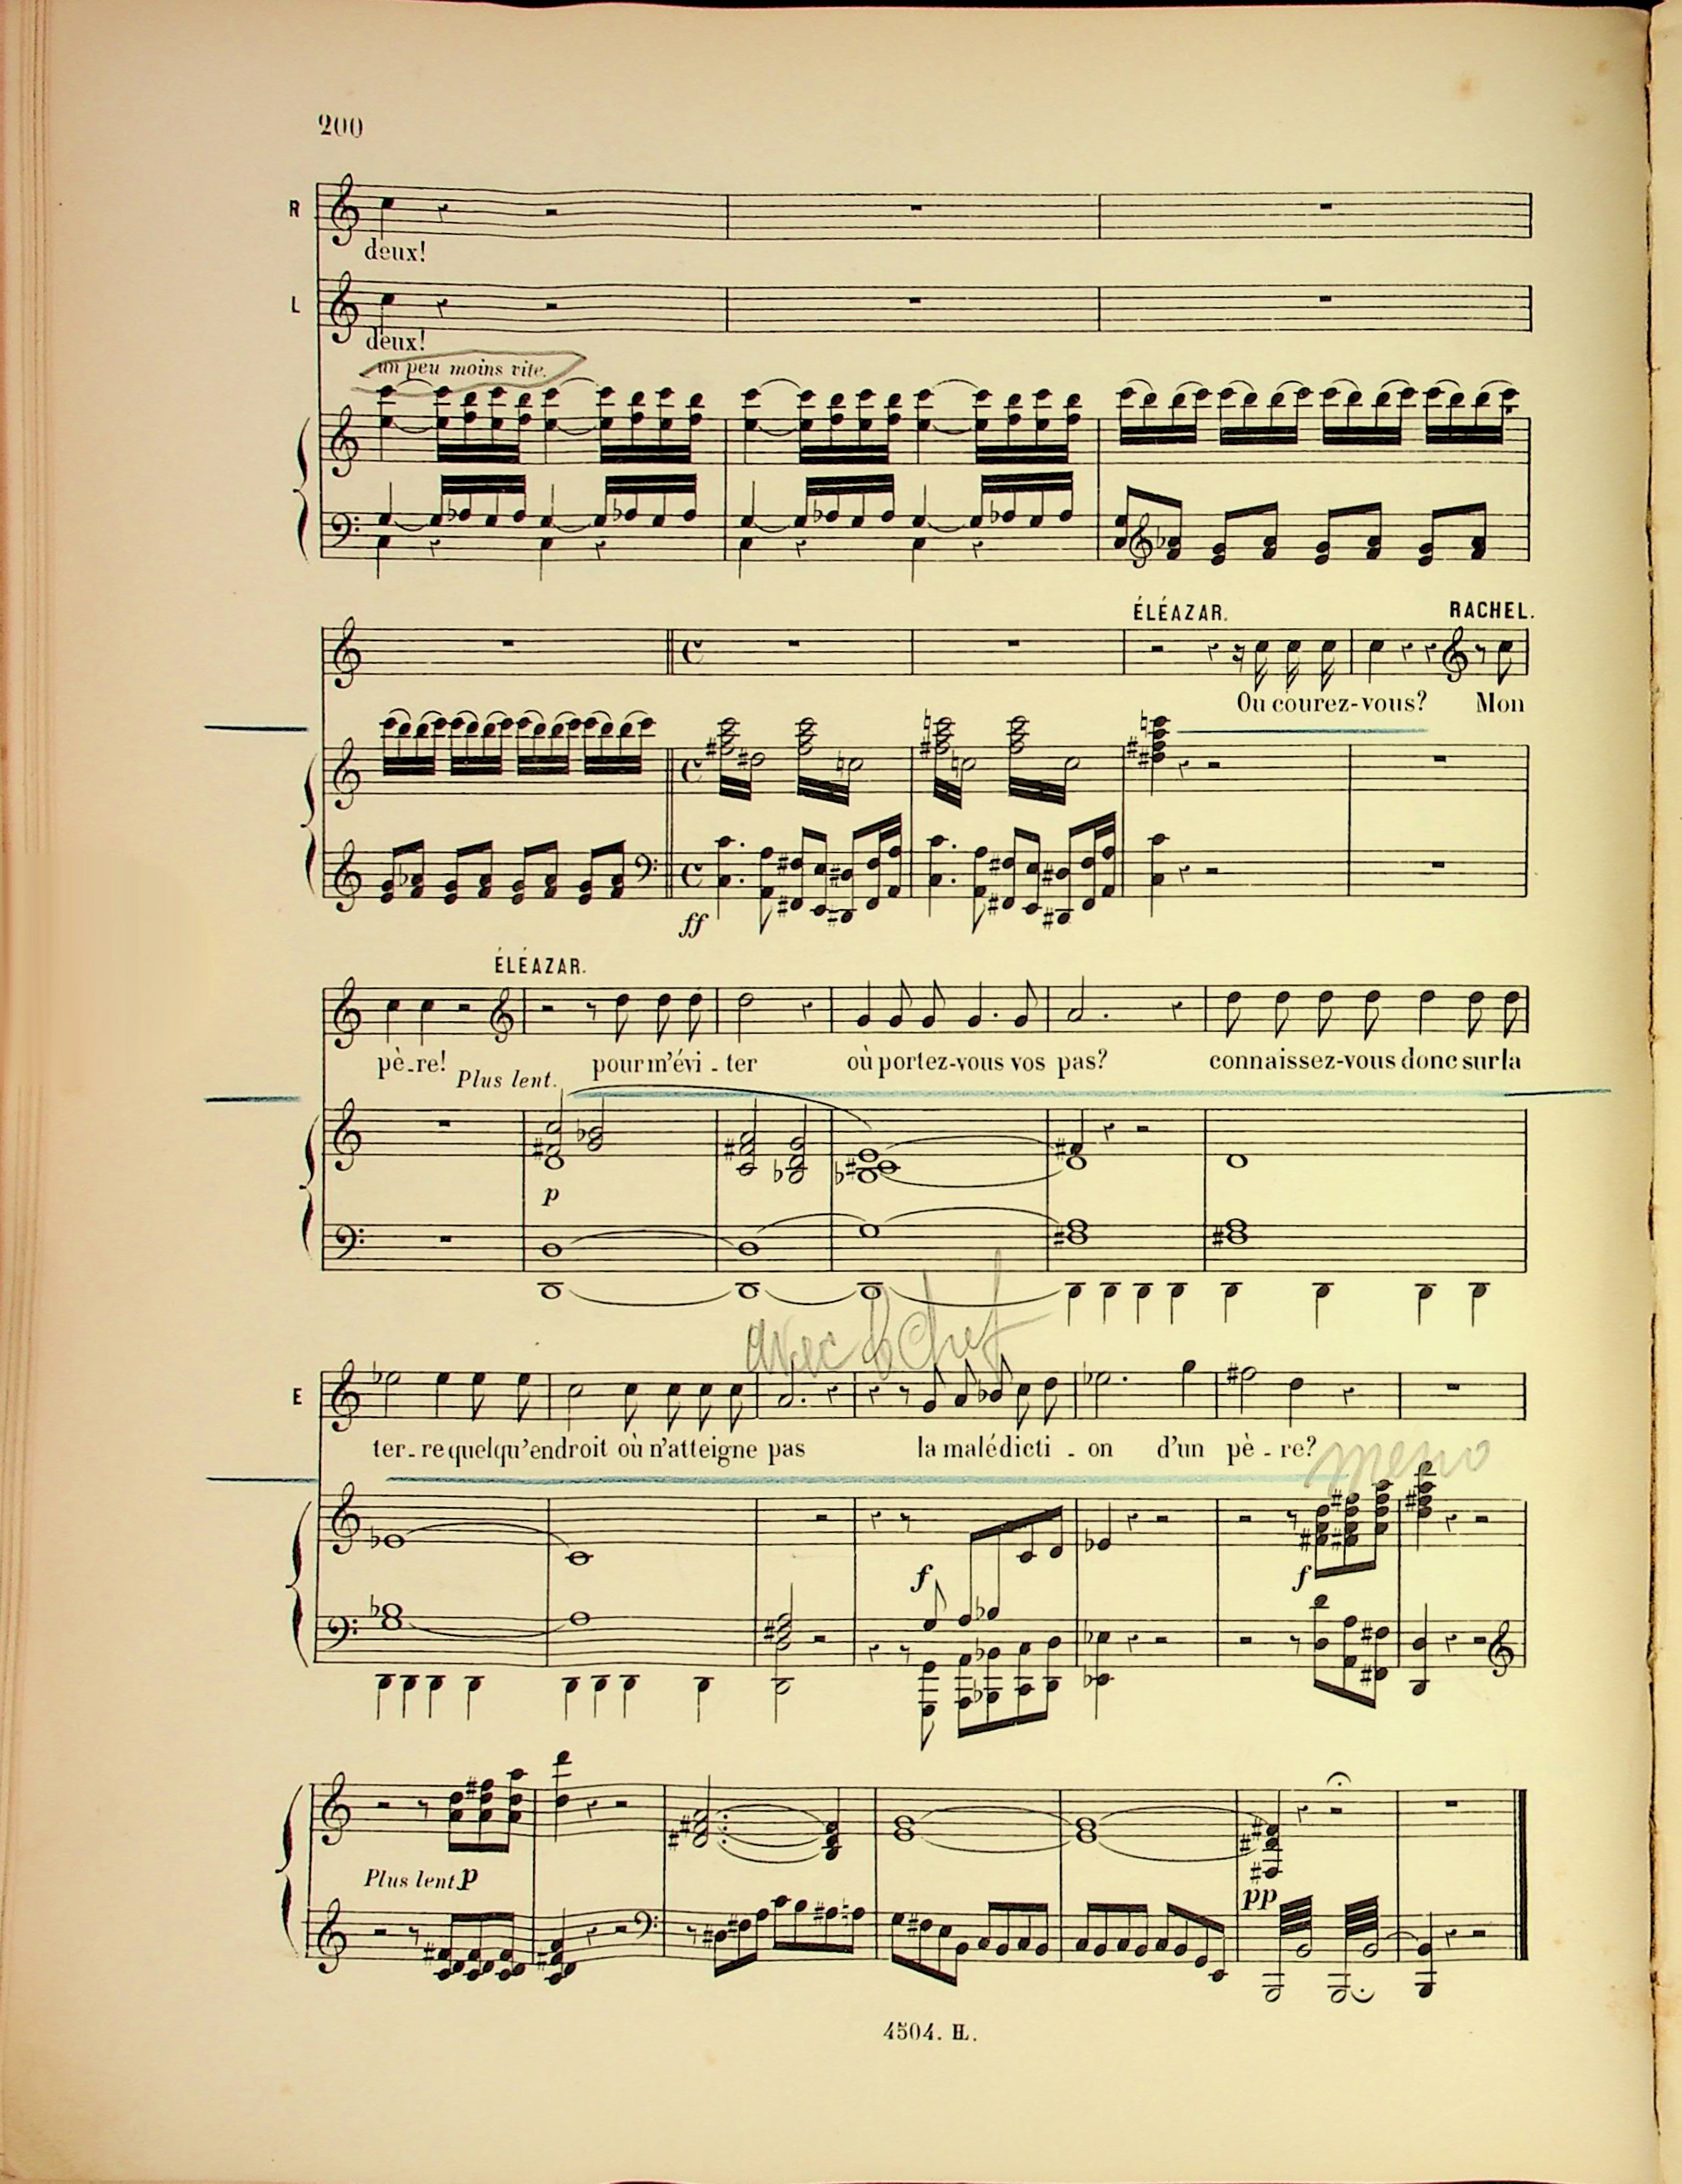 200
R
deux!
L
deux!
un peu moins vite.
ÉLÉAZAR. RACHEL.
Où courez-vous? Mon
ff
ÉLÉAZAR.
pè-re! pour m'évi-ter où portez-vous vos pas? connaissez-vous donc sur la
Plus lent.
p
avec le Chef
E
ter-re quelqu'endroit où n'atteigne pas la malédicti-on d'un pè-re?
meno
f f
Plus lent. p
pp
4504. H.